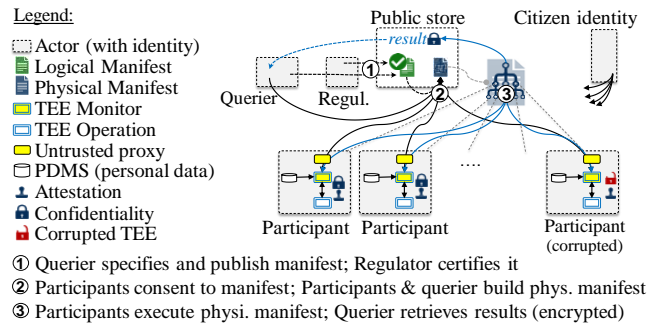 Legend:
Actor (with identity)
Logical Manifest
Physical Manifest
TEE Monitor
TEE Operation
Untrusted proxy
PDMS (personal data)
Attestation
Confidentiality
Corrupted TEE
Public store
Citizen identity
result
①
Querier
Regul.
②
③
....
Participant
Participant
Participant
(corrupted)
① Querier specifies and publish manifest; Regulator certifies it
② Participants consent to manifest; Participants & querier build phys. manifest
③ Participants execute physi. manifest; Querier retrieves results (encrypted)